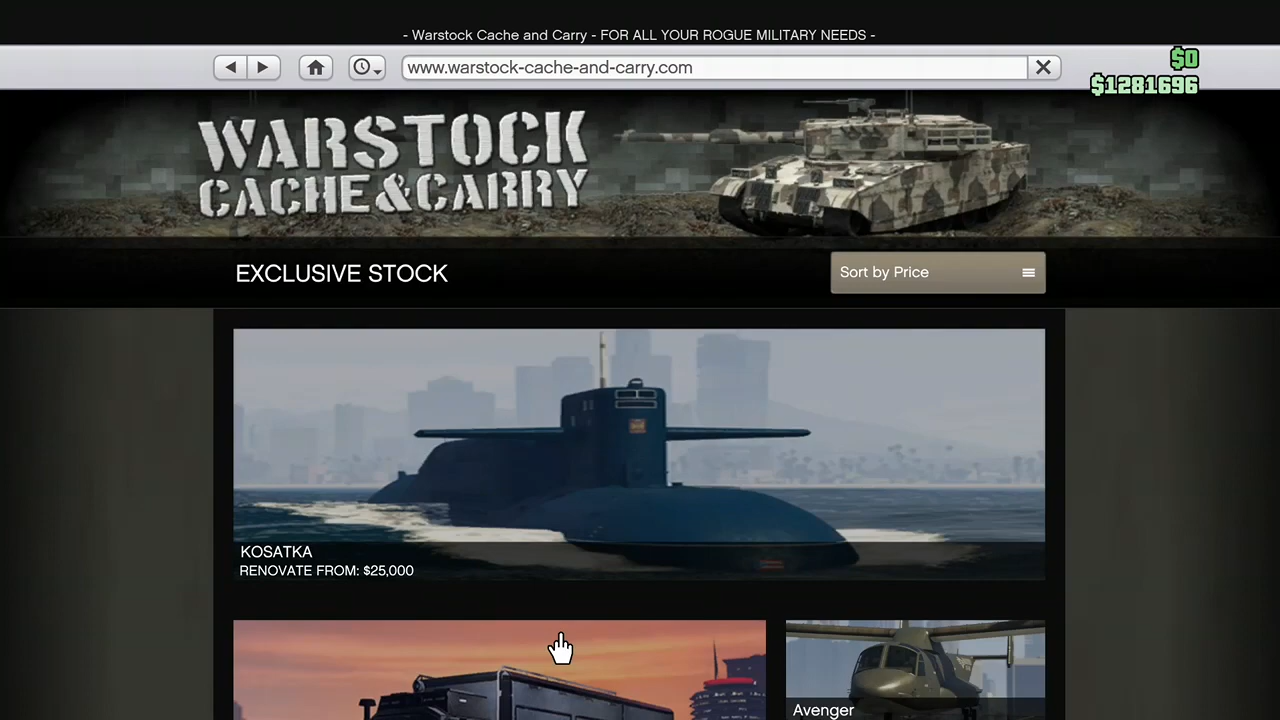 - Warstock Cache and Carry - FOR ALL YOUR ROGUE MILITARY NEEDS -
www.warstock-cache-and-carry.com
$0
$1281696
WARSTOCK
CACHE&CARRY
EXCLUSIVE STOCK
Sort by Price
KOSATKA
RENOVATE FROM: $25,000
Avenger